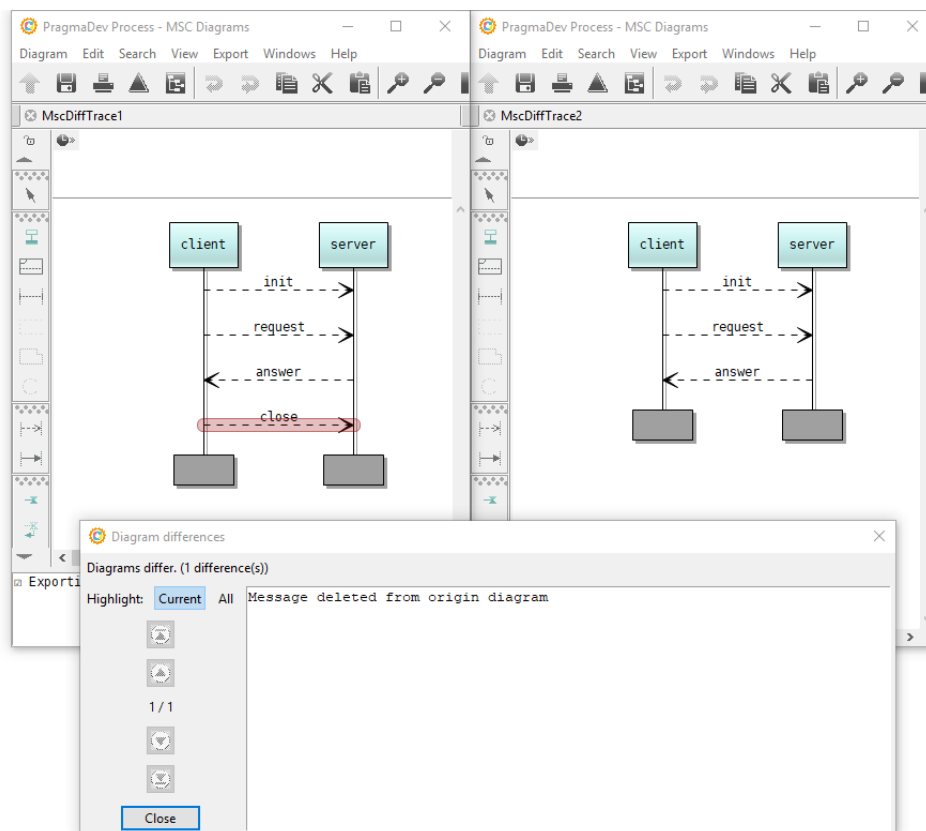 PragmaDev Process - MSC Diagrams
Diagram Edit Search View Export Windows Help
MscDiffTrace1
client
server
init
request
answer
close
PragmaDev Process - MSC Diagrams
Diagram Edit Search View Export Windows Help
MscDiffTrace2
client
server
init
request
answer
Exporti
Diagram differences
Diagrams differ. (1 difference(s))
Highlight: Current All
Message deleted from origin diagram
1 / 1
Close